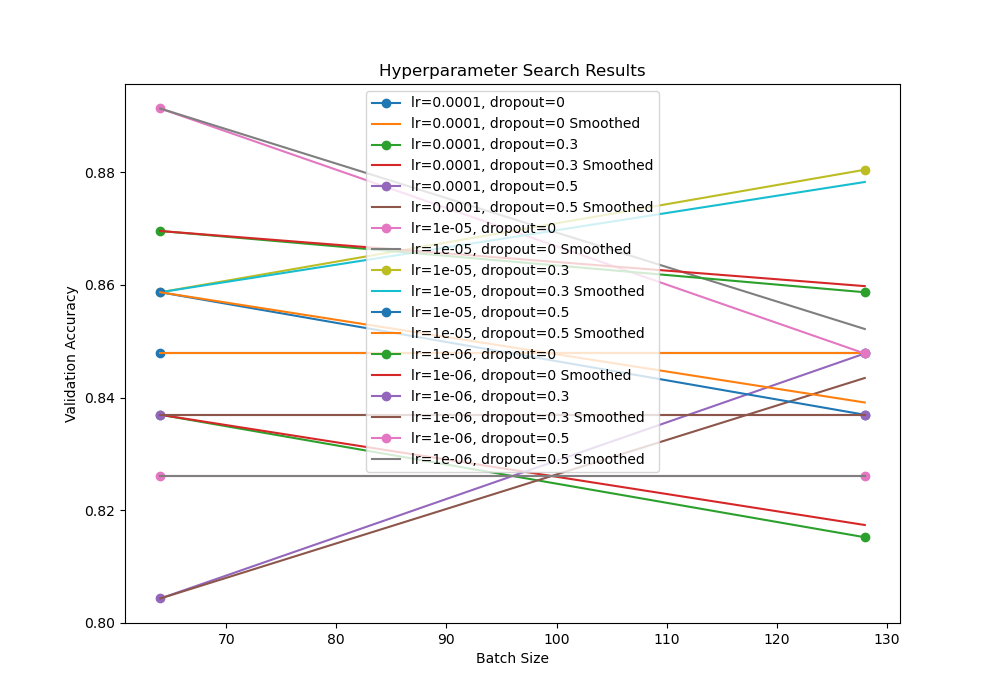 Hyperparameter Search Results
lr=0.0001, dropout=0
lr=0.0001, dropout=0 Smoothed
lr=0.0001, dropout=0.3
lr=0.0001, dropout=0.3 Smoothed
lr=0.0001, dropout=0.5
lr=0.0001, dropout=0.5 Smoothed
lr=1e-05, dropout=0
lr=1e-05, dropout=0 Smoothed
lr=1e-05, dropout=0.3
lr=1e-05, dropout=0.3 Smoothed
lr=1e-05, dropout=0.5
lr=1e-05, dropout=0.5 Smoothed
lr=1e-06, dropout=0
lr=1e-06, dropout=0 Smoothed
lr=1e-06, dropout=0.3
lr=1e-06, dropout=0.3 Smoothed
lr=1e-06, dropout=0.5
lr=1e-06, dropout=0.5 Smoothed
Validation Accuracy
0.88
0.86
0.84
0.82
0.80
70 80 90 100 110 120 130
Batch Size